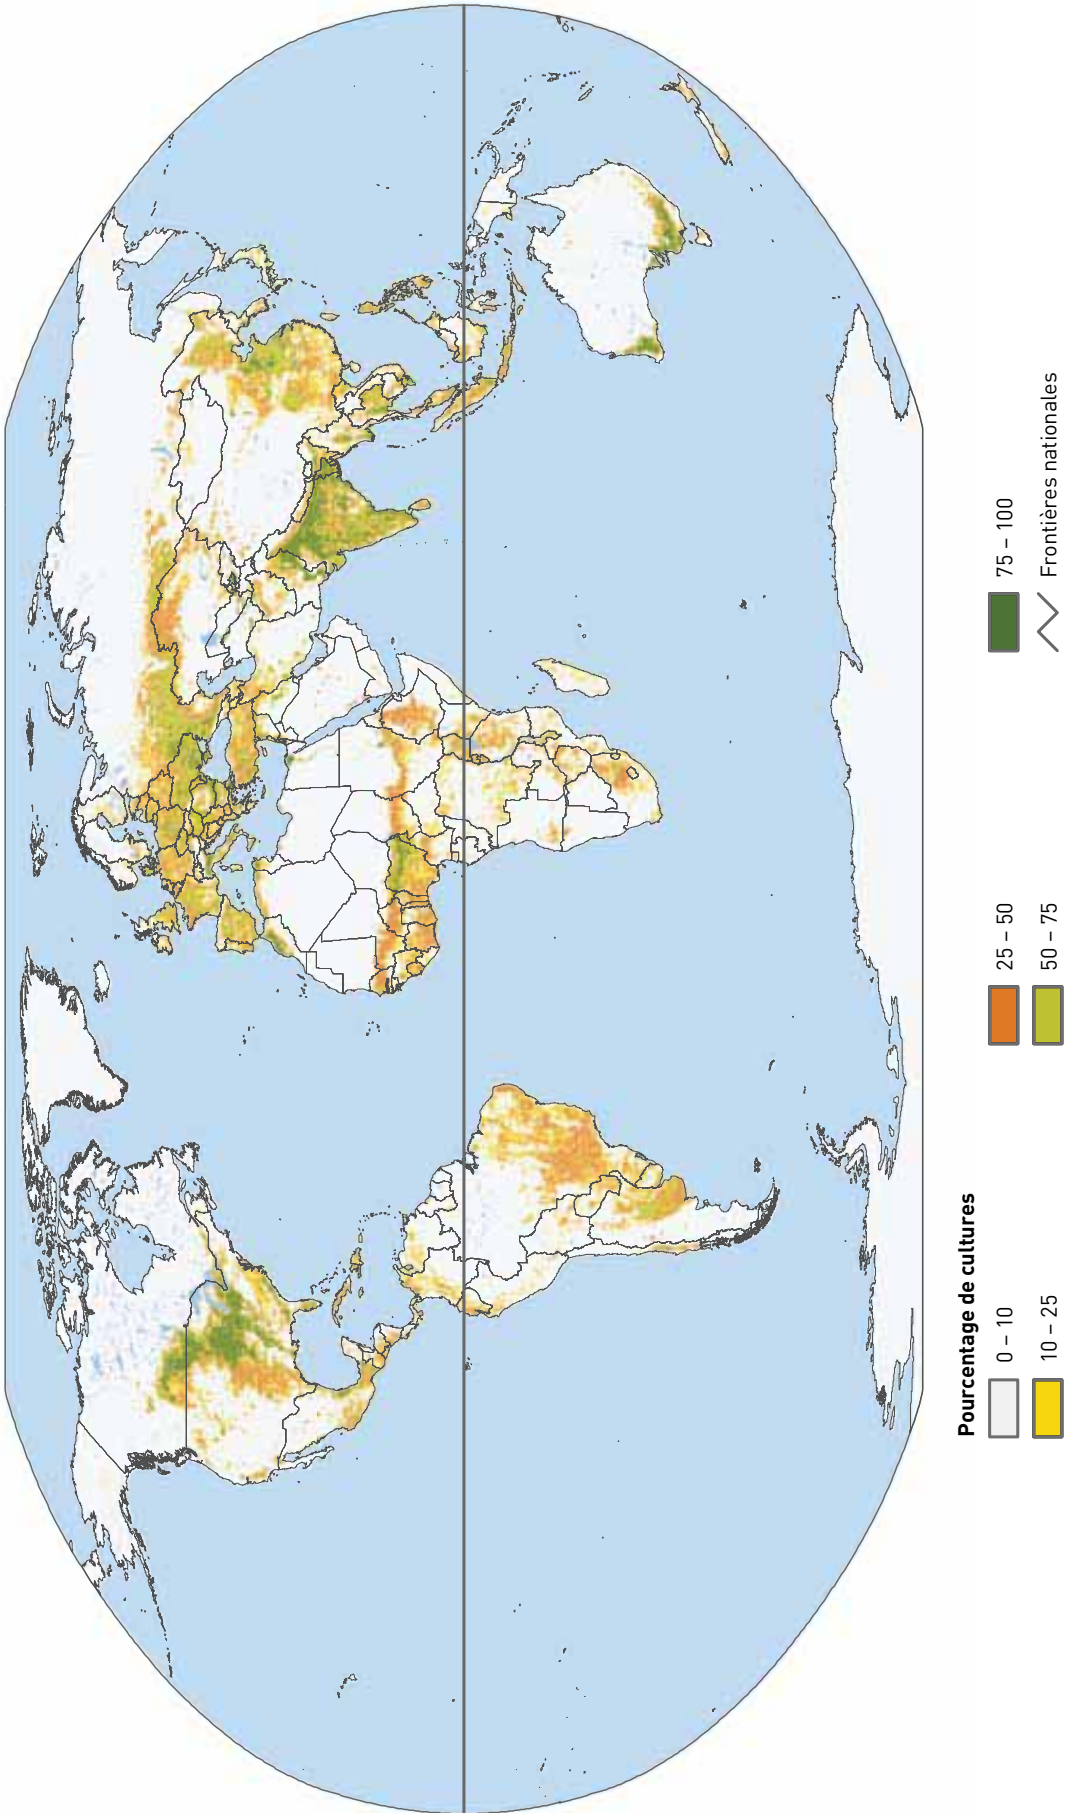 Pourcentage de cultures
0 – 10
25 – 50
75 – 100
10 – 25
50 – 75
Frontières nationales